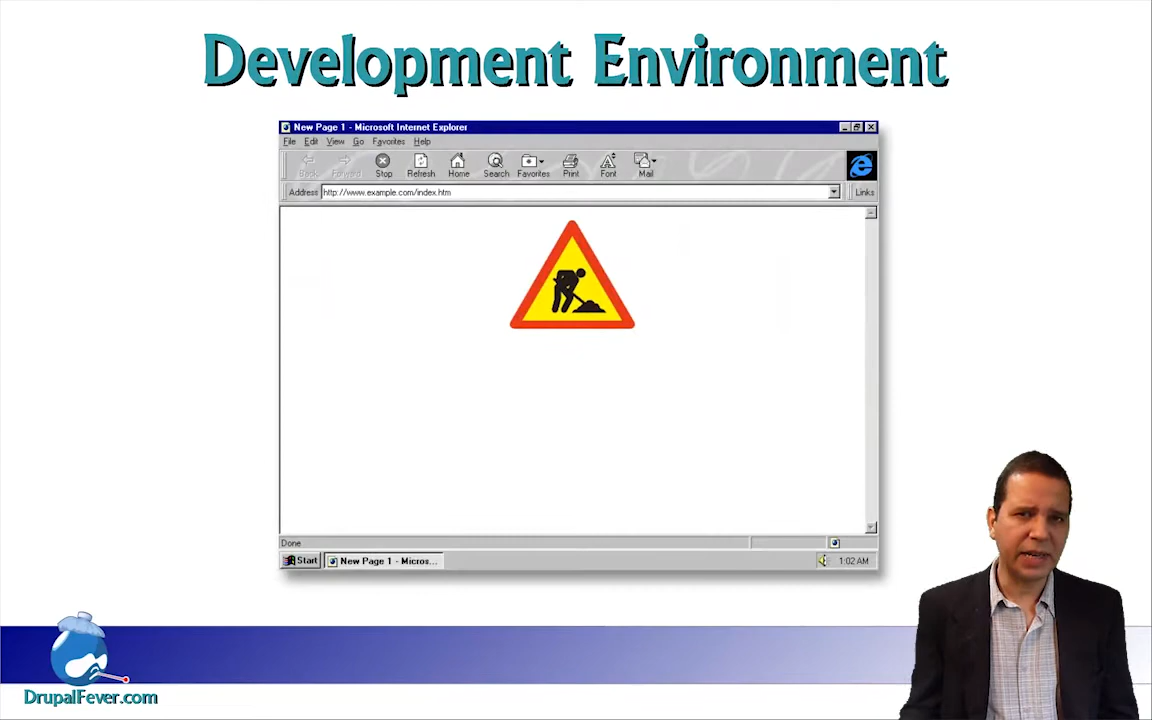 Development Environment
New Page 1 - Microsoft Internet Explorer
File Edit View Go Favorites Help
Back Forward Stop Refresh Home Search Favorites Print Font Mail
Address http://www.example.com/index.htm Links
Done
Start New Page 1 - Micros... 1:02 AM
DrupalFever.com